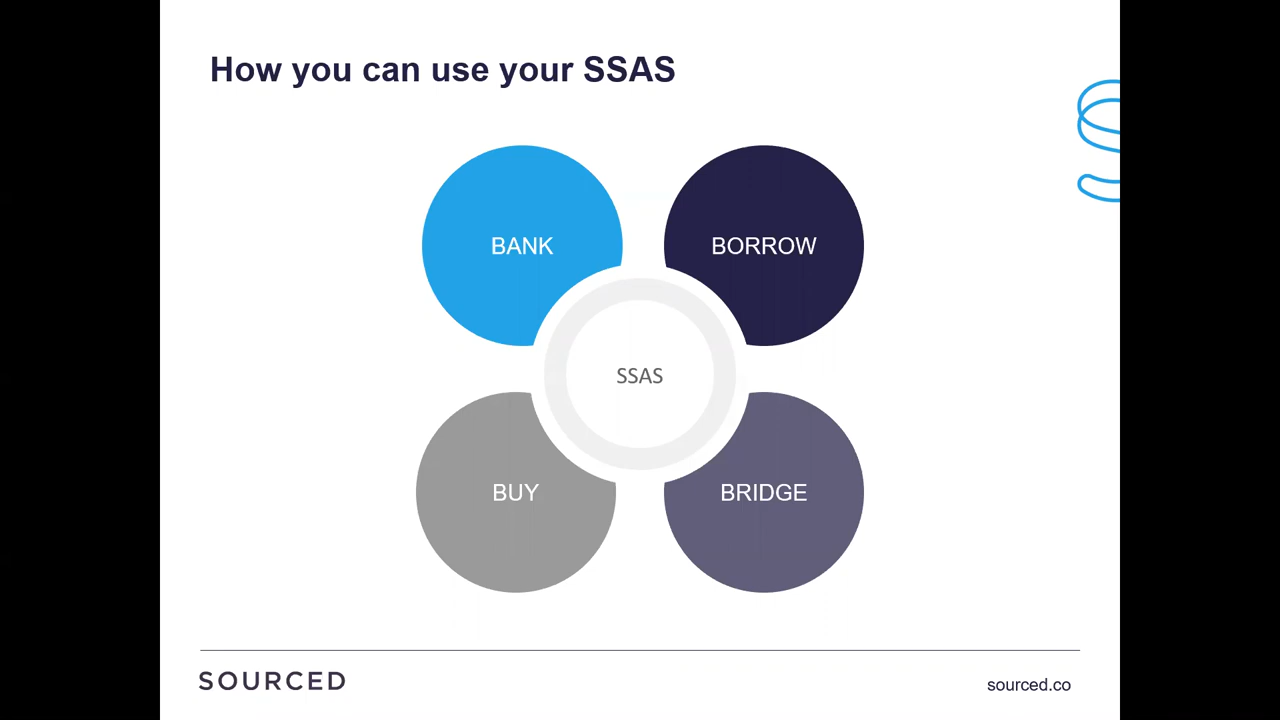 How you can use your SSAS
BANK
BORROW
SSAS
BUY
BRIDGE
SOURCED
sourced.co